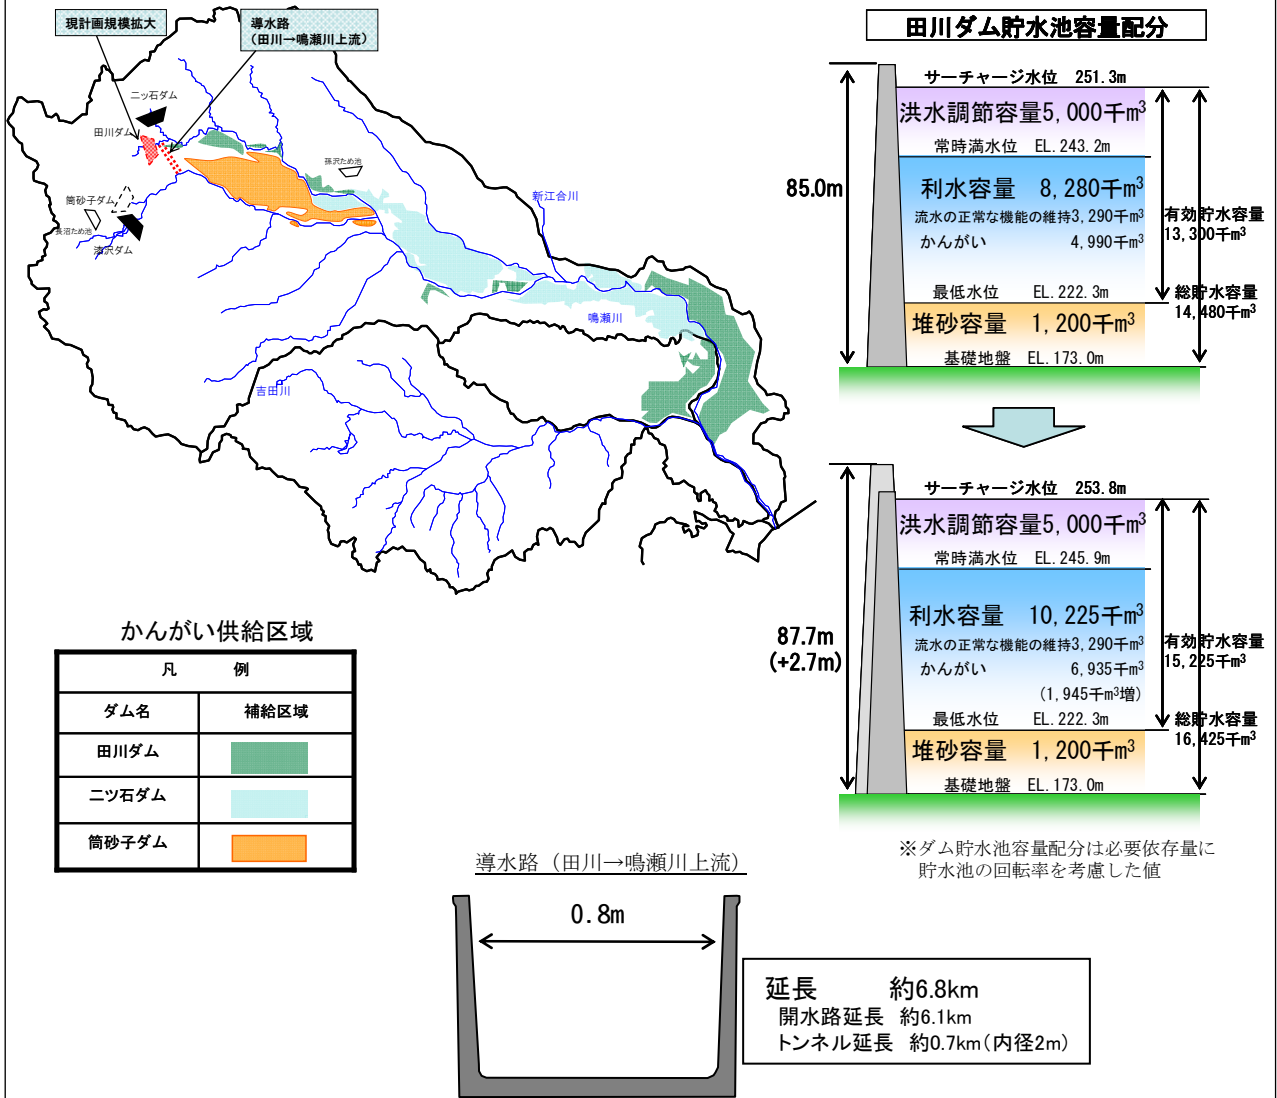 現計画規模拡大
導水路
(田川→鳴瀬川上流)
二ツ石ダム
田川ダム
孫沢ため池
筒砂子ダム
長沼ため池
漆沢ダム
新江合川
鳴瀬川
吉田川
田川ダム貯水池容量配分
サーチャージ水位 251.3m
洪水調節容量5,000千m³
常時満水位 EL.243.2m
85.0m
利水容量 8,280千m³
流水の正常な機能の維持3,290千m³
かんがい 4,990千m³
有効貯水容量
13,300千m³
最低水位 EL.222.3m
総貯水容量
14,480千m³
堆砂容量 1,200千m³
基礎地盤 EL.173.0m
サーチャージ水位 253.8m
洪水調節容量5,000千m³
常時満水位 EL.245.9m
87.7m
(+2.7m)
利水容量 10,225千m³
流水の正常な機能の維持3,290千m³
かんがい 6,935千m³
(1,945千m³増)
有効貯水容量
15,225千m³
最低水位 EL.222.3m
総貯水容量
16,425千m³
堆砂容量 1,200千m³
基礎地盤 EL.173.0m
※ダム貯水池容量配分は必要依存量に
貯水池の回転率を考慮した値
かんがい供給区域
凡 例
ダム名 補給区域
田川ダム
二ツ石ダム
筒砂子ダム
導水路（田川→鳴瀬川上流）
0.8m
延長 約6.8km
開水路延長 約6.1km
トンネル延長 約0.7km(内径2m)